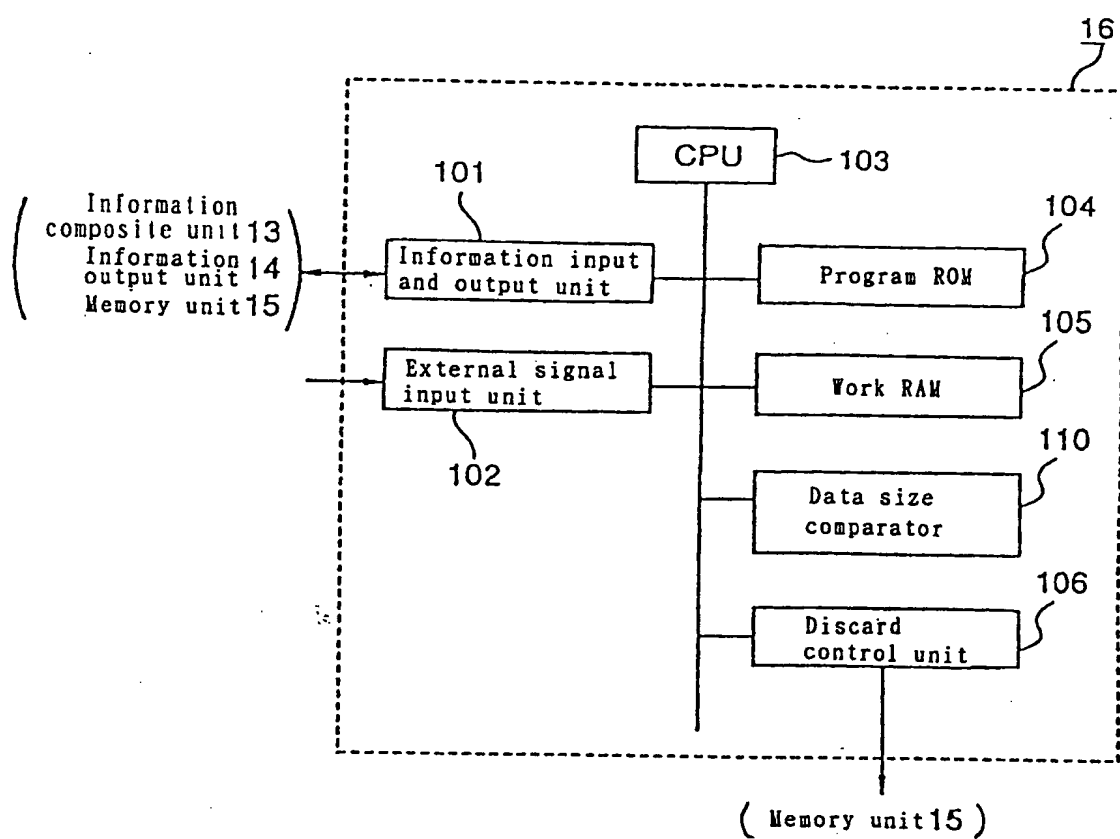 16
CPU
103
101
104
Information
composite unit 13
Information
output unit 14
Memory unit 15
Information input
and output unit
Program ROM
105
External signal
input unit
Work RAM
102
110
Data size
comparator
106
Discard
control unit
( Memory unit 15 )